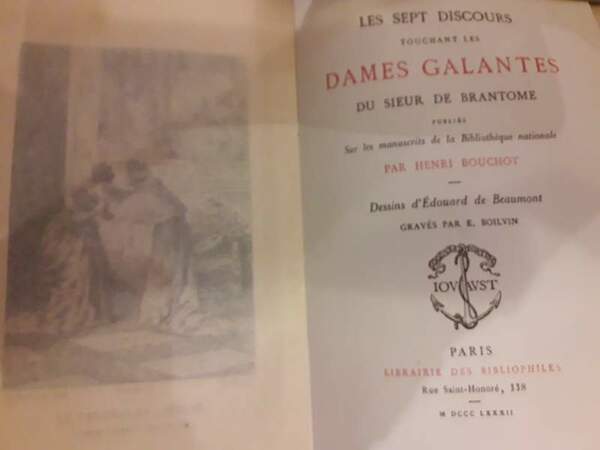 LES SEPT DISCOURS
TOUCHANT LES
DAMES GALANTES
DU SIEUR DE BRANTOME
PUBLIÉS
Sur les manuscrits de la Bibliothèque nationale
PAR HENRI BOUCHOT
Dessins d'Édouard de Beaumont
GRAVÉS PAR E. BOILVIN
IOVAVST
PARIS
LIBRAIRIE DES BIBLIOPHILES
Rue Saint-Honoré, 338
M DCCC LXXXII